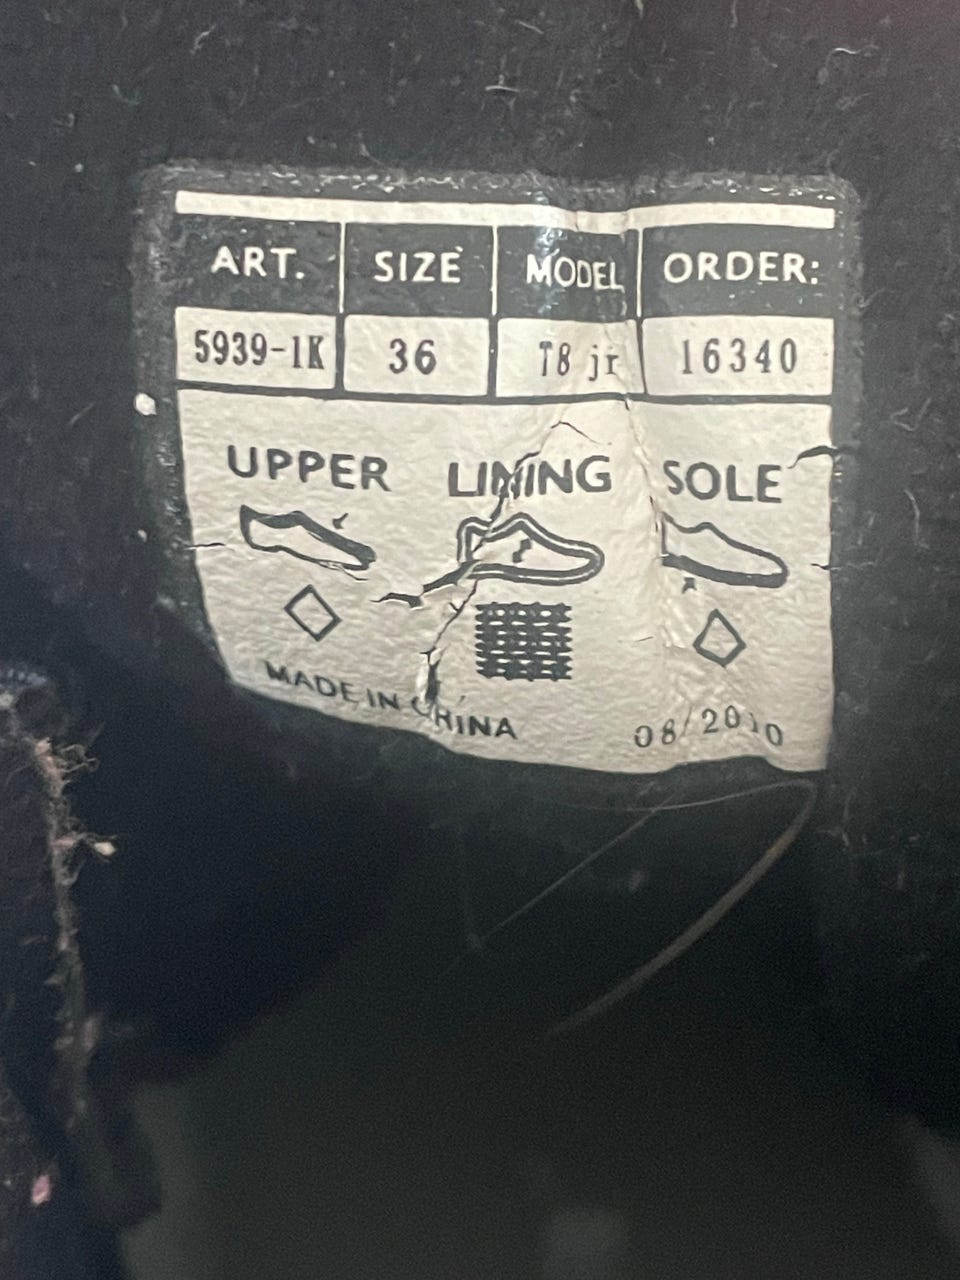 ART. SIZE MODEL ORDER:
5939-1K 36 T8 jr 16340
UPPER LINING SOLE
MADE IN CHINA 08/2010